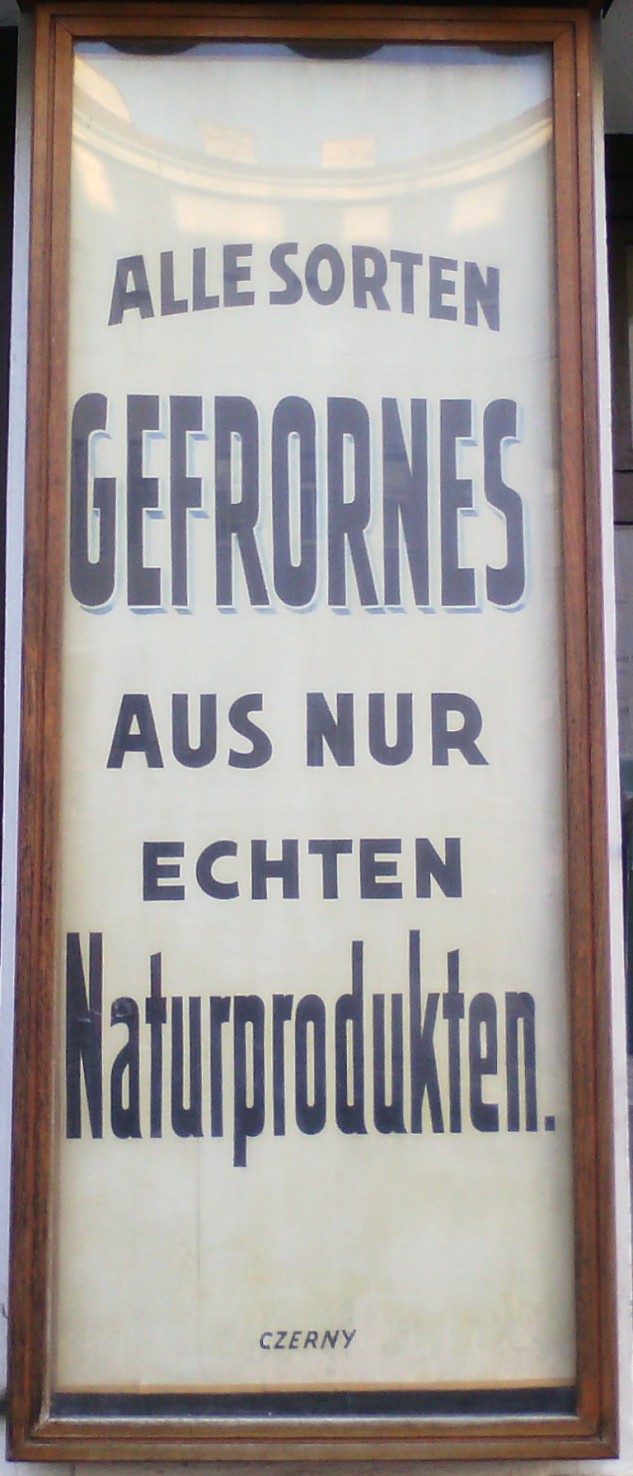 ALLE SORTEN
GEFRORNES
AUS NUR
ECHTEN
Naturprodukten.
CZERNY